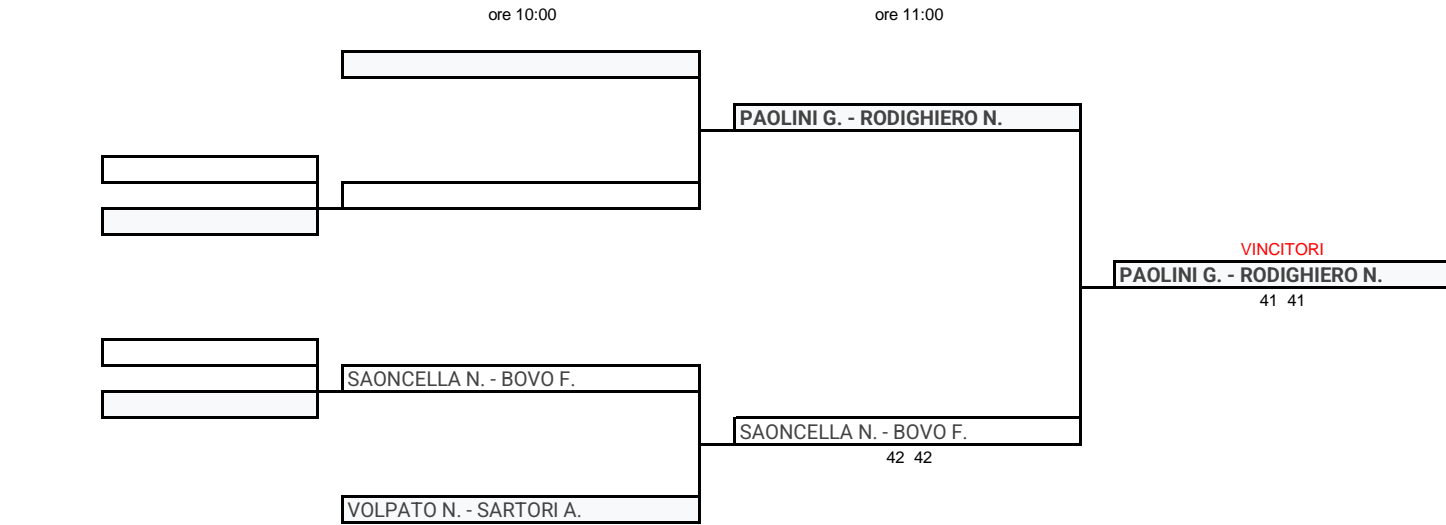 ore 10:00 ore 11:00
PAOLINI G. - RODIGHIERO N.
VINCITORI
PAOLINI G. - RODIGHIERO N.
41 41
SAONCELLA N. - BOVO F.
SAONCELLA N. - BOVO F.
42 42
VOLPATO N. - SARTORI A.